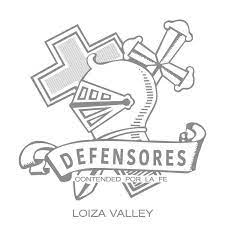 DEFENSORES
CONTENDED POR LA FE
LOIZA VALLEY